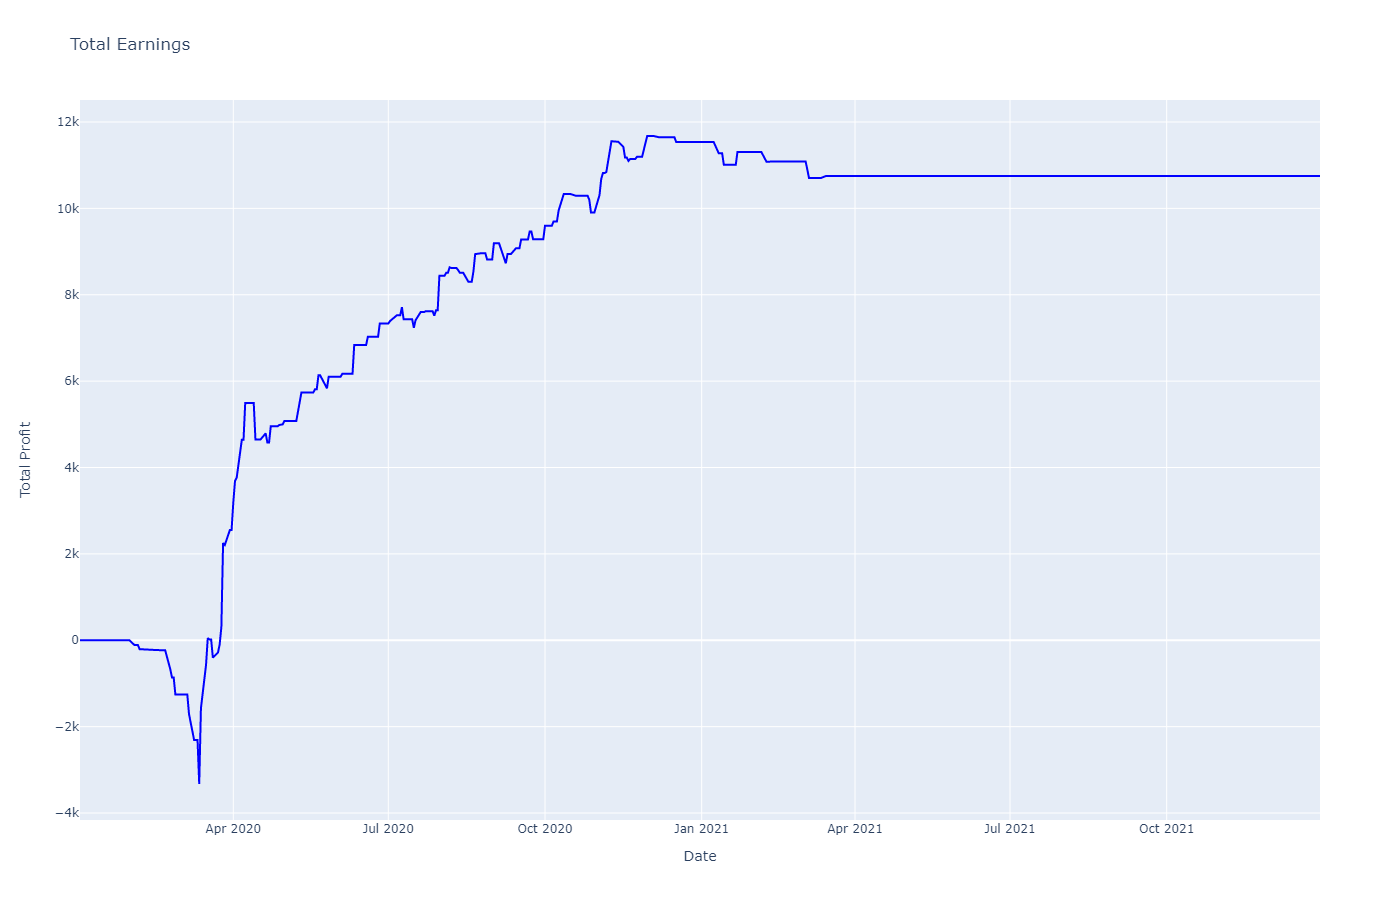 Total Earnings
12k
10k
8k
6k
4k
2k
0
−2k
−4k
Total Profit
Apr 2020
Jul 2020
Oct 2020
Jan 2021
Apr 2021
Jul 2021
Oct 2021
Date